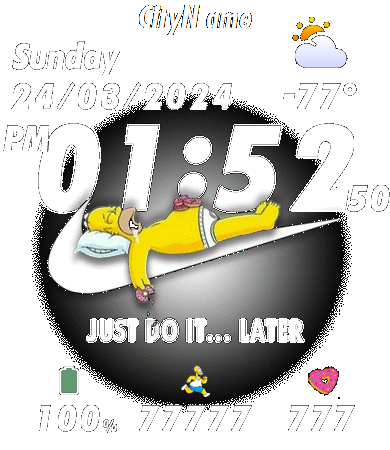 CityName
Sunday
24/03/2024 -77°
PM 01:52 50
JUST DO IT... LATER
100% 77777 777